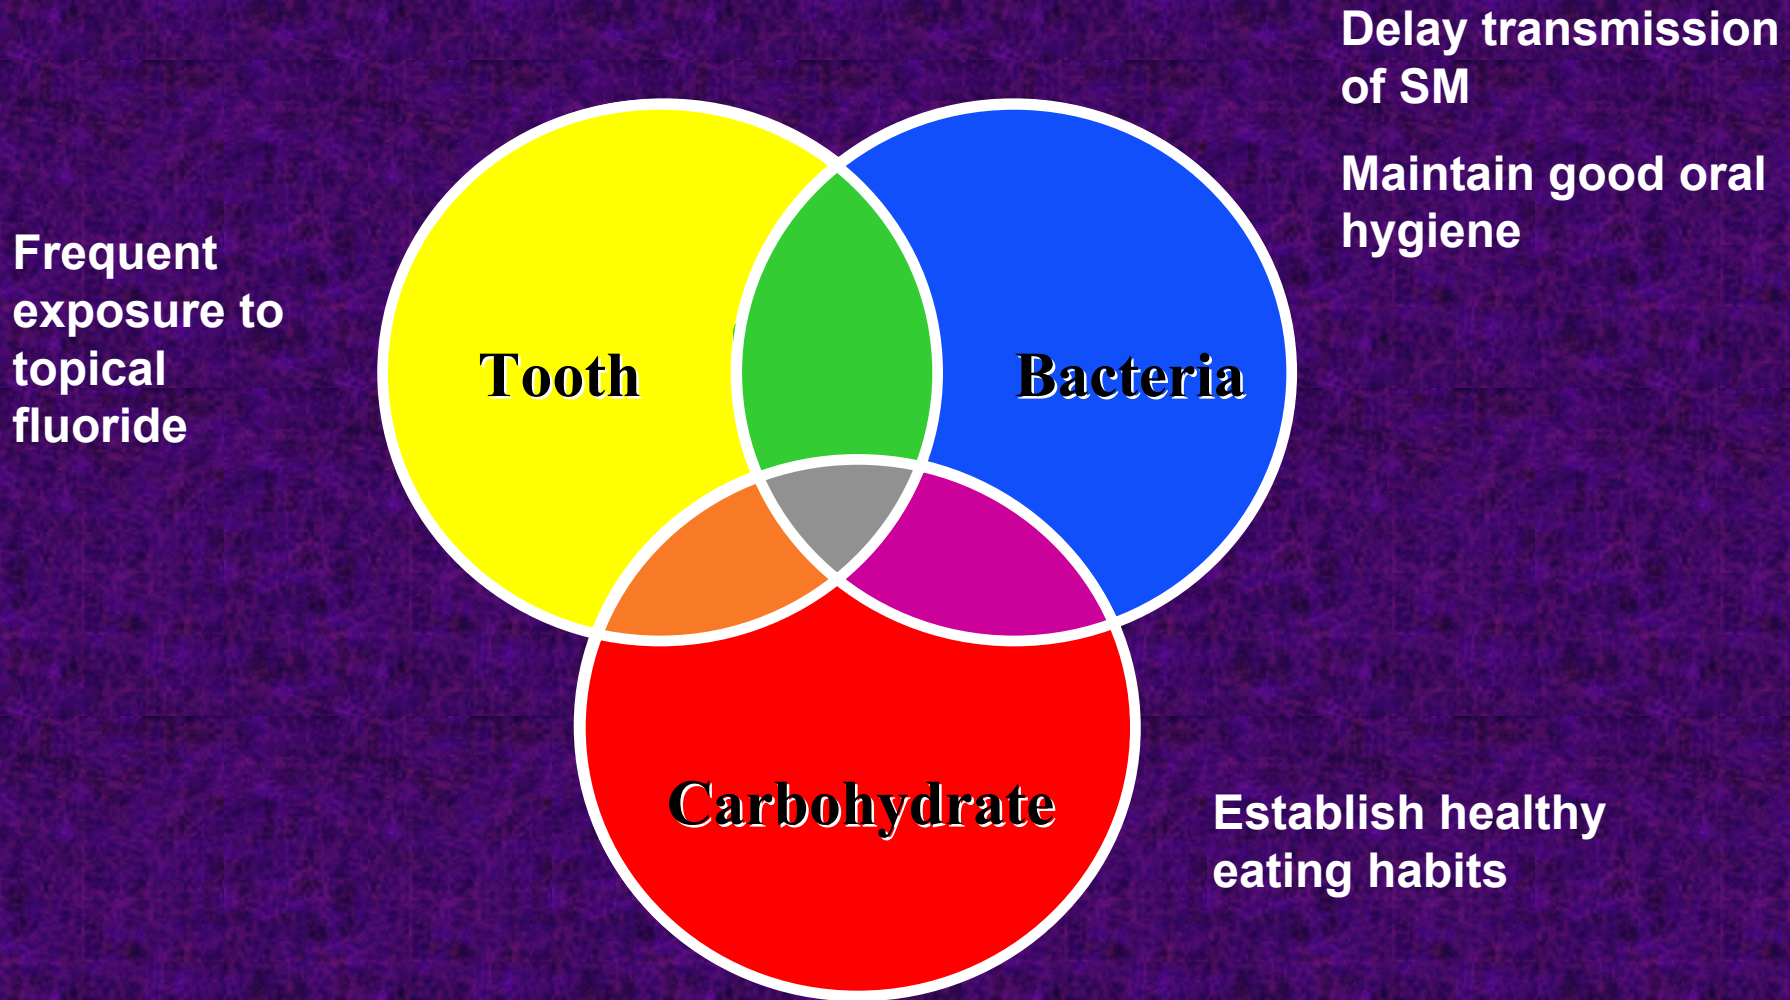 Delay transmission
of SM
Maintain good oral
hygiene
Frequent
exposure to
topical
fluoride
Tooth
Bacteria
Carbohydrate
Establish healthy
eating habits